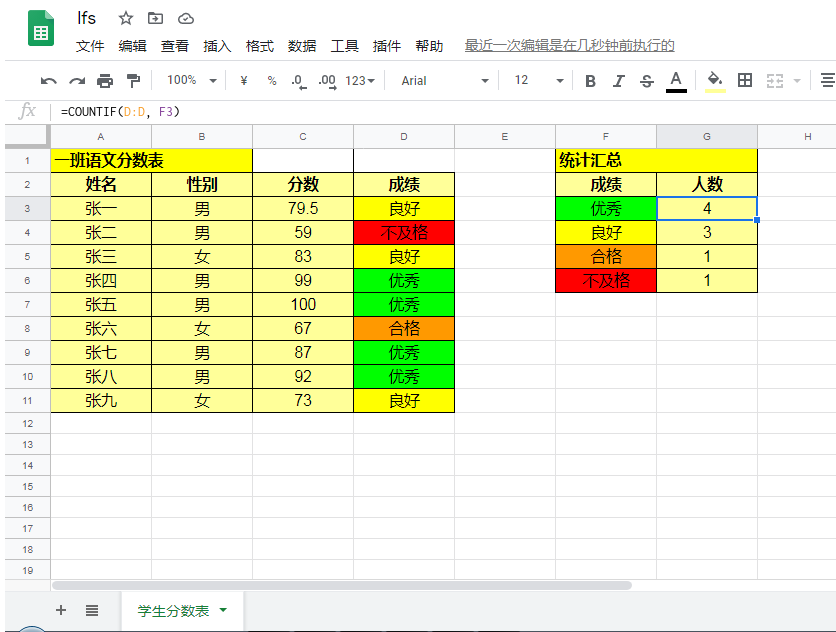 lfs
文件 编辑 查看 插入 格式 数据 工具 插件 帮助 最近一次编辑是在几秒钟前执行的
100% ¥ % .0 .00 123 Arial 12 B I S A
fx =COUNTIF(D:D, F3)
A B C D E F G H
1 一班语文分数表 统计汇总
2 姓名 性别 分数 成绩 成绩 人数
3 张一 男 79.5 良好 优秀 4
4 张二 男 59 不及格 良好 3
5 张三 女 83 良好 合格 1
6 张四 男 99 优秀 不及格 1
7 张五 男 100 优秀
8 张六 女 67 合格
9 张七 男 87 优秀
10 张八 男 92 优秀
11 张九 女 73 良好
12
13
14
15
16
17
18
19
学生分数表